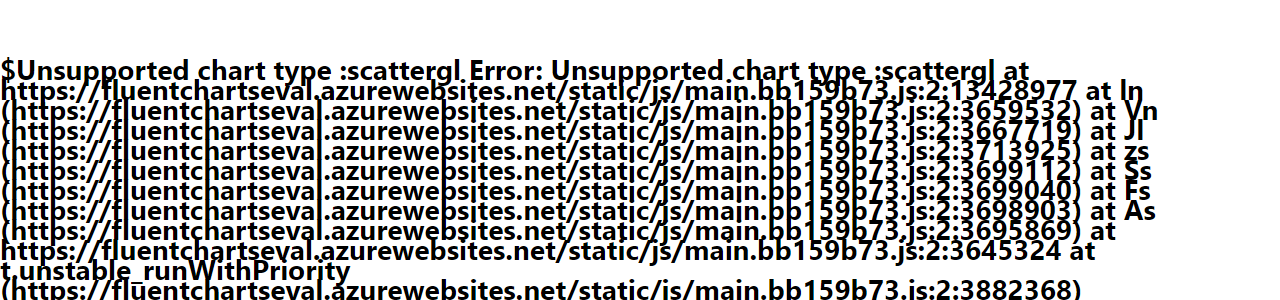 $Unsupported chart type :scattergl Error: Unsupported chart type :scattergl at
https://fluentchartseval.azurewebsites.net/static/js/main.bb159b73.js:2:13428977 at ln
(https://fluentchartseval.azurewebsites.net/static/js/main.bb159b73.js:2:3659532) at Vn
(https://fluentchartseval.azurewebsites.net/static/js/main.bb159b73.js:2:3667719) at Jl
(https://fluentchartseval.azurewebsites.net/static/js/main.bb159b73.js:2:3713925) at zs
(https://fluentchartseval.azurewebsites.net/static/js/main.bb159b73.js:2:3699112) at Ss
(https://fluentchartseval.azurewebsites.net/static/js/main.bb159b73.js:2:3699040) at Fs
(https://fluentchartseval.azurewebsites.net/static/js/main.bb159b73.js:2:3698903) at As
(https://fluentchartseval.azurewebsites.net/static/js/main.bb159b73.js:2:3695869) at
https://fluentchartseval.azurewebsites.net/static/js/main.bb159b73.js:2:3645324 at
t.unstable_runWithPriority
(https://fluentchartseval.azurewebsites.net/static/js/main.bb159b73.js:2:3882368)